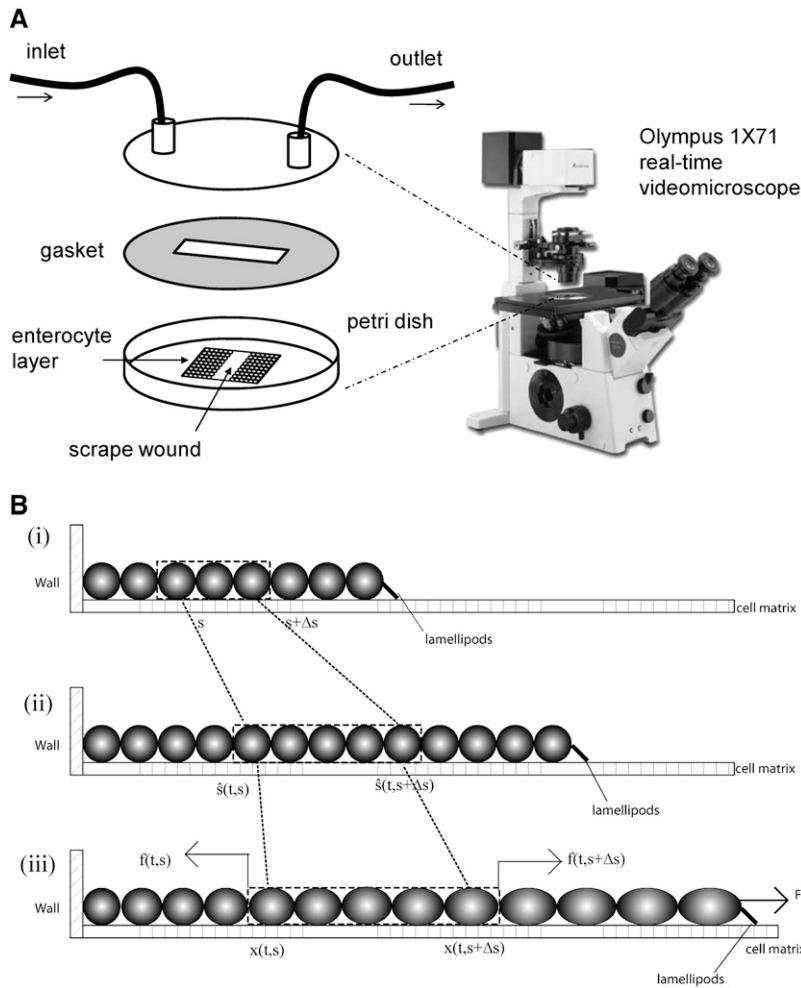 A
inlet
outlet
Olympus 1X71
real-time
videomicroscope
gasket
enterocyte
layer
petri dish
scrape wound
B
(i)
Wall
s
s+Δs
cell matrix
lamellipods
(ii)
Wall
ŝ(t,s)
ŝ(t,s+Δs)
cell matrix
lamellipods
(iii)
f(t,s)
f(t,s+Δs)
Wall
F
x(t,s)
x(t,s+Δs)
cell matrix
lamellipods